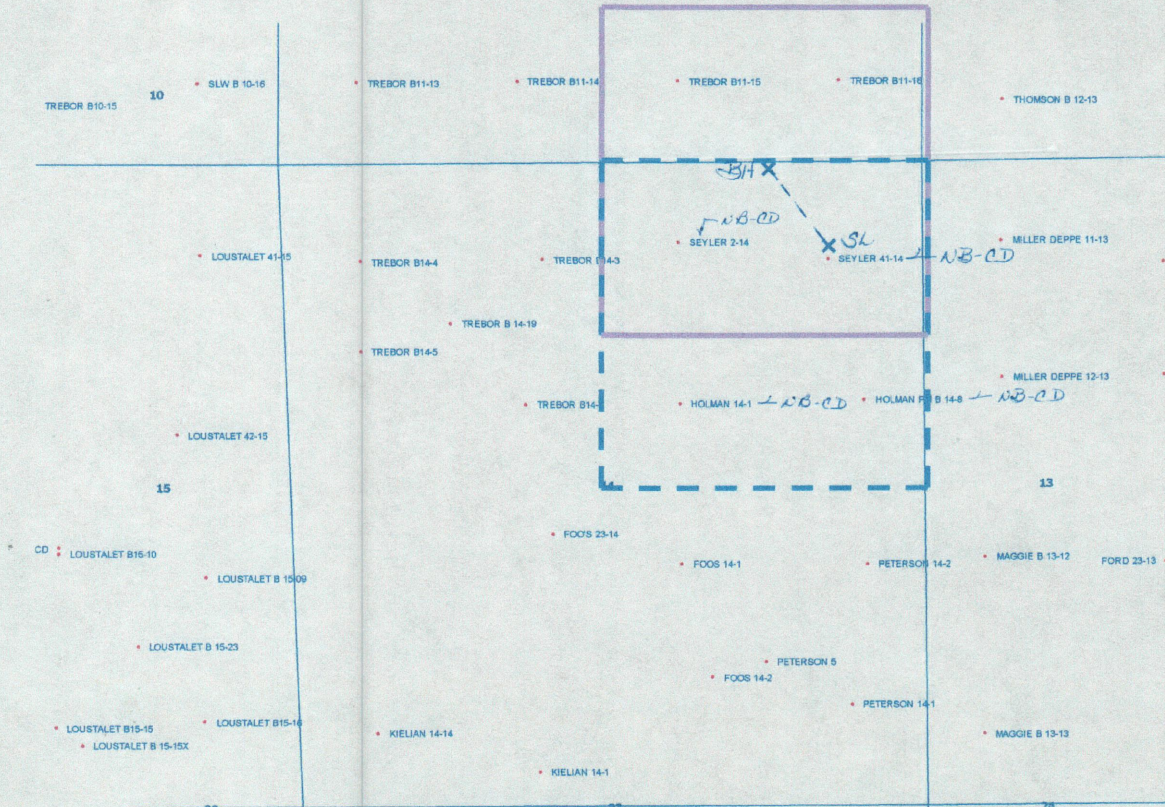 SLW B 10-16
TREBOR B11-13
TREBOR B11-14
TREBOR B11-15
TREBOR B11-16
10
TREBOR B10-15
THOMSON B 12-13
BH
NB-CD
SEYLER 2-14
SL
MILLER DEPPE 11-13
LOUSTALET 41-15
TREBOR B14-4
SEYLER 41-14
NB-CD
TREBOR B 14-19
TREBOR B14-5
MILLER DEPPE 12-13
HOLMAN 14-1
NB-CD
NB-CD
LOUSTALET 42-15
15
13
FOOS 23-14
CD
LOUSTALET B16-10
FOOS 14-1
PETERSON 14-2
MAGGIE B 13-12
FORD 23-13
LOUSTALET B 15-09
LOUSTALET B 15-23
PETERSON 5
FOOS 14-2
PETERSON 14-1
LOUSTALET B15-15
LOUSTALET B15-16
KIELIAN 14-14
MAGGIE B 13-13
LOUSTALET B 15-15X
KIELIAN 14-1